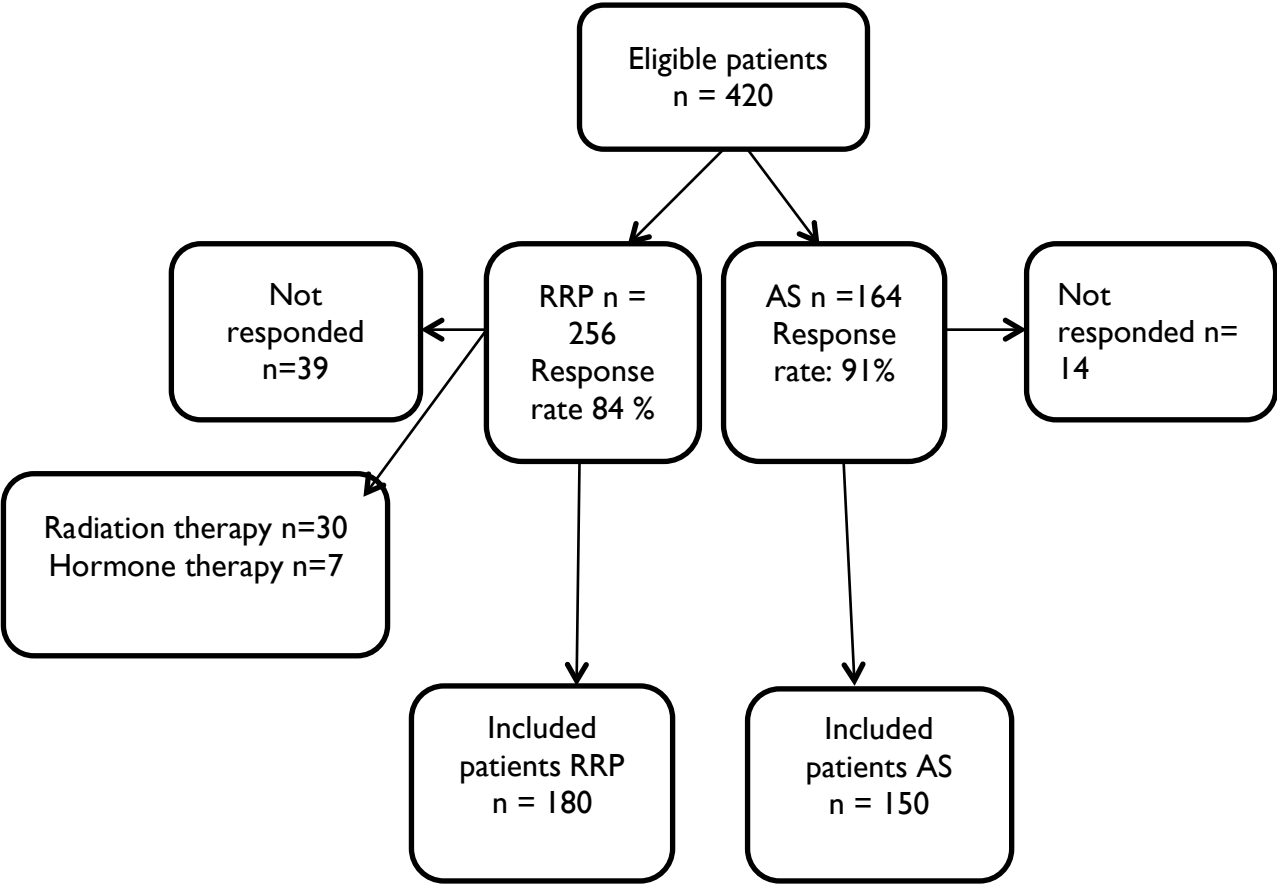 Eligible patients
n = 420
Not
responded
n=39
RRP n =
256
Response
rate 84 %
AS n =164
Response
rate: 91%
Not
responded n=
14
Radiation therapy n=30
Hormone therapy n=7
Included
patients RRP
n = 180
Included
patients AS
n = 150